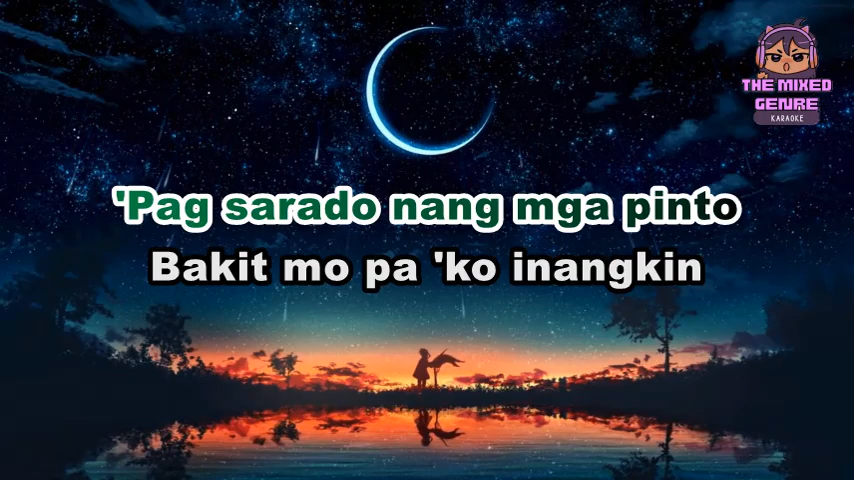 THE MIXED
GENRE
KARAOKE
'Pag sarado nang mga pinto
Bakit mo pa 'ko inangkin